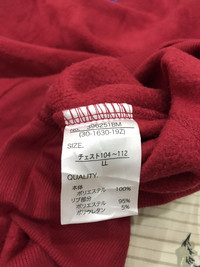 a96251BM
(30-1630-19Z)
SIZE.
チェスト104〜112
LL
QUALITY
本体
ポリエステル 100%
リブ部分
ポリエステル 95%
ポリウレタン 5%